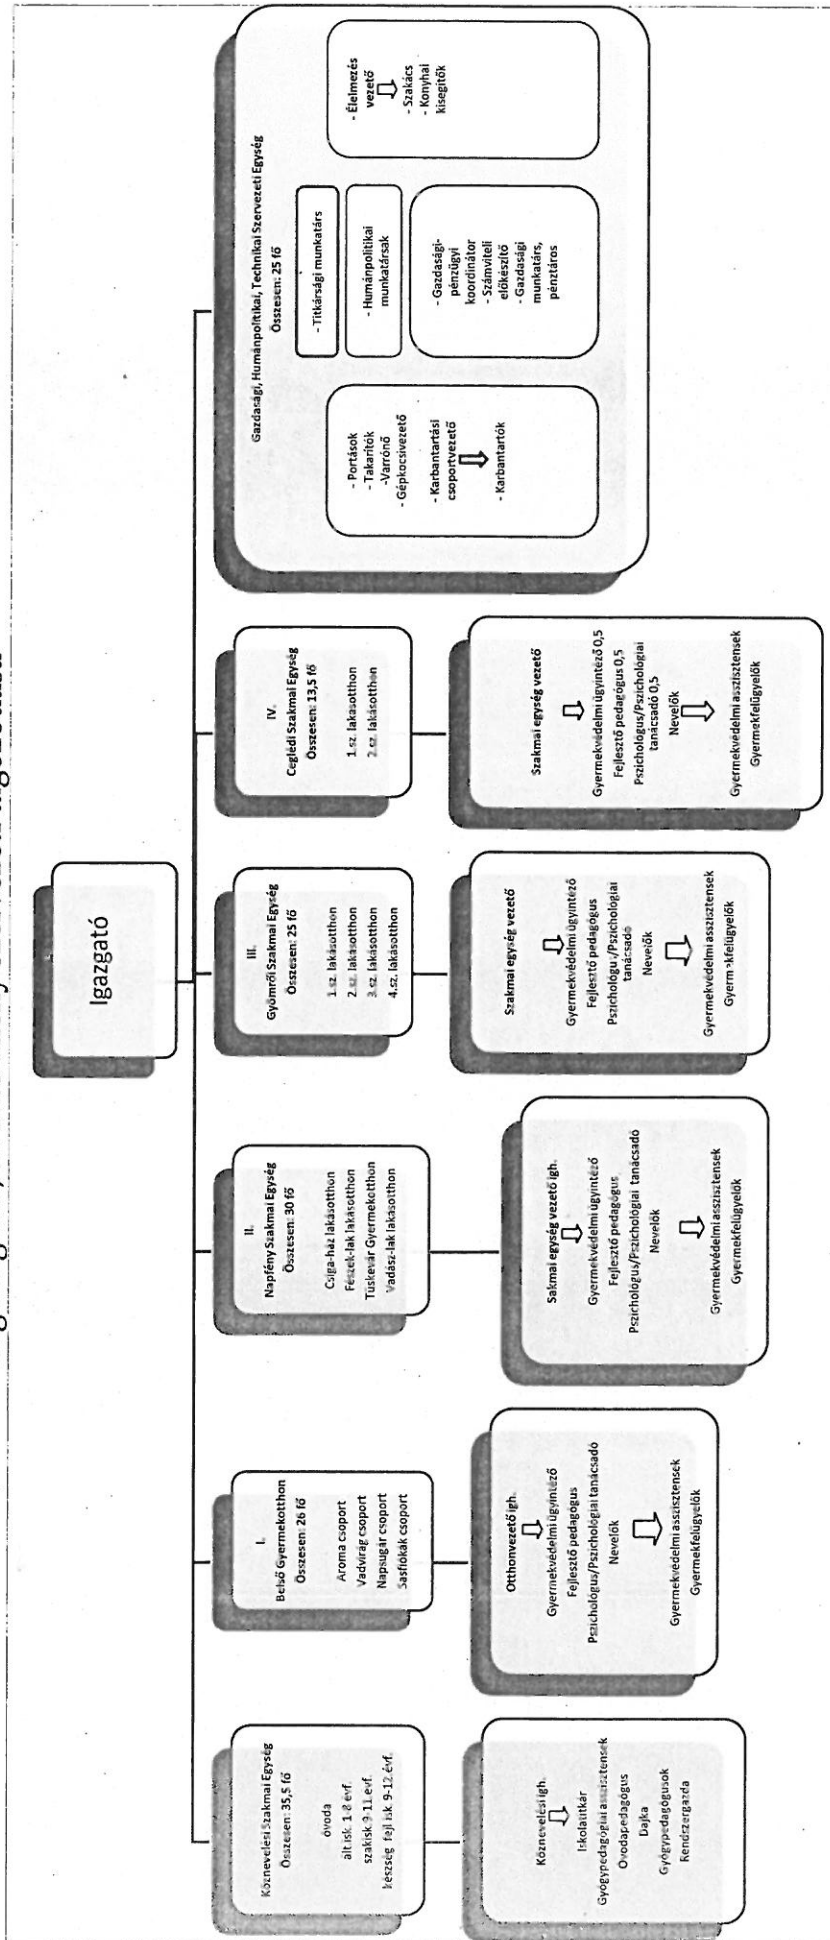 Igazgató
Köznevelési Szakmai Egység
Összesen: 35,5 fő
óvoda
ált.isk. 1-8 évf.
szakisk. 9-11 évf.
készség fejl isk. 9-12 évf.
Köznevelési igh.
Iskolatitkár
Gyógypedagógiai asszisztensek
Óvodapedagógus
Dajka
Gyógypedagógusok
Rendszergazda
I.
Belső Gyermekotthon
Összesen: 26 fő
Aroma csoport
Vadvirág csoport
Napsugár csoport
Sasfiókák csoport
Otthonvezető igh.
Gyermekvédelmi ügyintéző
Fejlesztő pedagógus
Pszichológus/Pszichológiai tanácsadó
Nevelők
Gyermekvédelmi asszisztensek
Gyermekfelügyelők
II.
Napfény Szakmai Egység
Összesen: 30 fő
Csiga-ház lakásotthon
Fészek-lak lakásotthon
Tüskevár Gyermekotthon
Vadász-lak lakásotthon
Sakmai egység vezető igh.
Gyermekvédelmi ügyintéző
Fejlesztő pedagógus
Pszichológus/Pszichológiai tanácsadó
Nevelők
Gyermekvédelmi asszisztensek
Gyermekfelügyelők
III.
Gyömrői Szakmai Egység
Összesen: 25 fő
1.sz. lakásotthon
2.sz. lakásotthon
3.sz. lakásotthon
4.sz. lakásotthon
Szakmai egység vezető
Gyermekvédelmi ügyintéző
Fejlesztő pedagógus
Pszichológus/Pszichológiai
tanácsadó
Nevelők
Gyermekvédelmi asszisztensek
Gyermekfelügyelők
IV.
Ceglédi Szakmai Egység
Összesen: 13,5 fő
1.sz. lakásotthon
2.sz. lakásotthon
Szakmai egység vezető
Gyermekvédelmi ügyintéző 0,5
Fejlesztő pedagógus 0,5
Pszichológus/Pszichológiai
tanácsadó 0,5
Nevelők
Gyermekvédelmi asszisztensek
Gyermekfelügyelők
Gazdasági, Humánpolitikai, Technikai Szervezeti Egység
Összesen: 25 fő
- Portások
- Takarítók
-Varrónő
- Gépkocsivezető
- Karbantartási
csoportvezető
- Karbantartók
- Titkársági munkatárs
- Humánpolitikai
munkatársak
- Gazdasági-
pénzügyi
koordinátor
- Számviteli
előkészítő
- Gazdasági
munkatárs,
pénztáros
- Élelmezés
vezető
- Szakács
- Konyhai
kisegítők